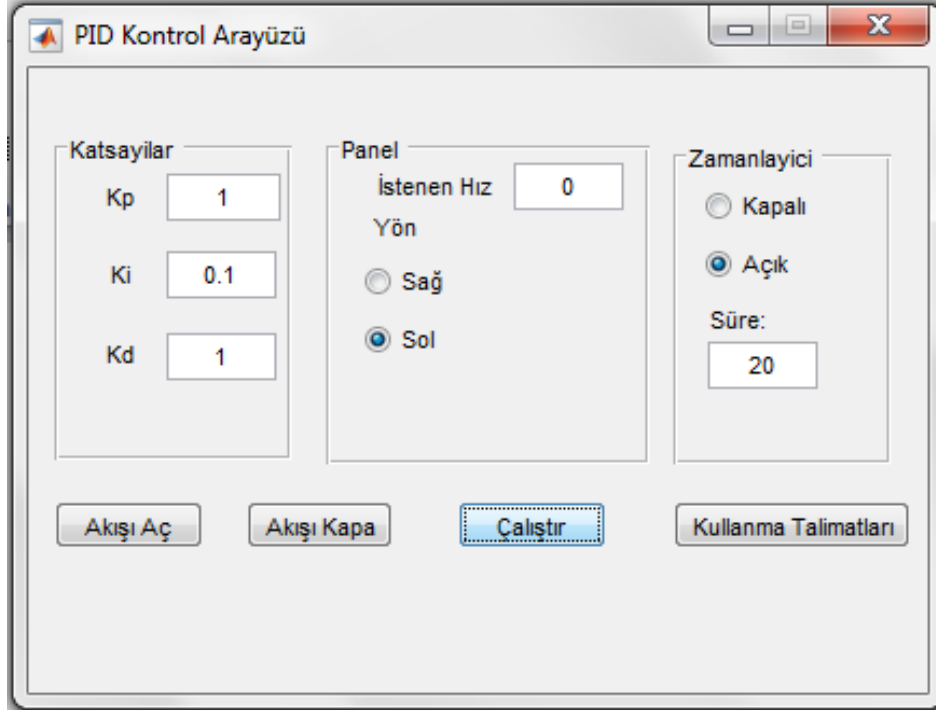 PID Kontrol Arayüzü
Katsayilar
Kp 1
Ki 0.1
Kd 1
Panel
İstenen Hız 0
Yön
Sağ
Sol
Zamanlayici
Kapalı
Açık
Süre:
20
Akışı Aç
Akışı Kapa
Çalıştır
Kullanma Talimatları